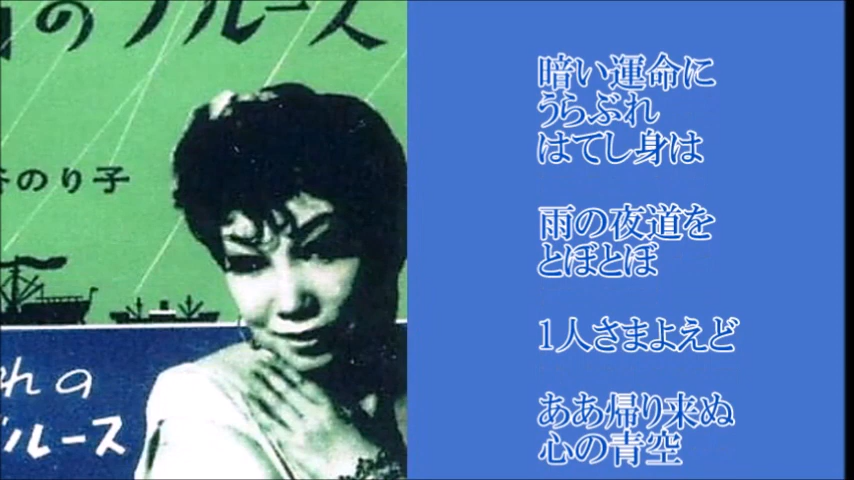 のブルース
のり子
れの
ブルース
暗い運命に
うらぶれ
はてし身は
雨の夜道を
とぼとぼ
1人さまよえど
ああ帰り来ぬ
心の青空